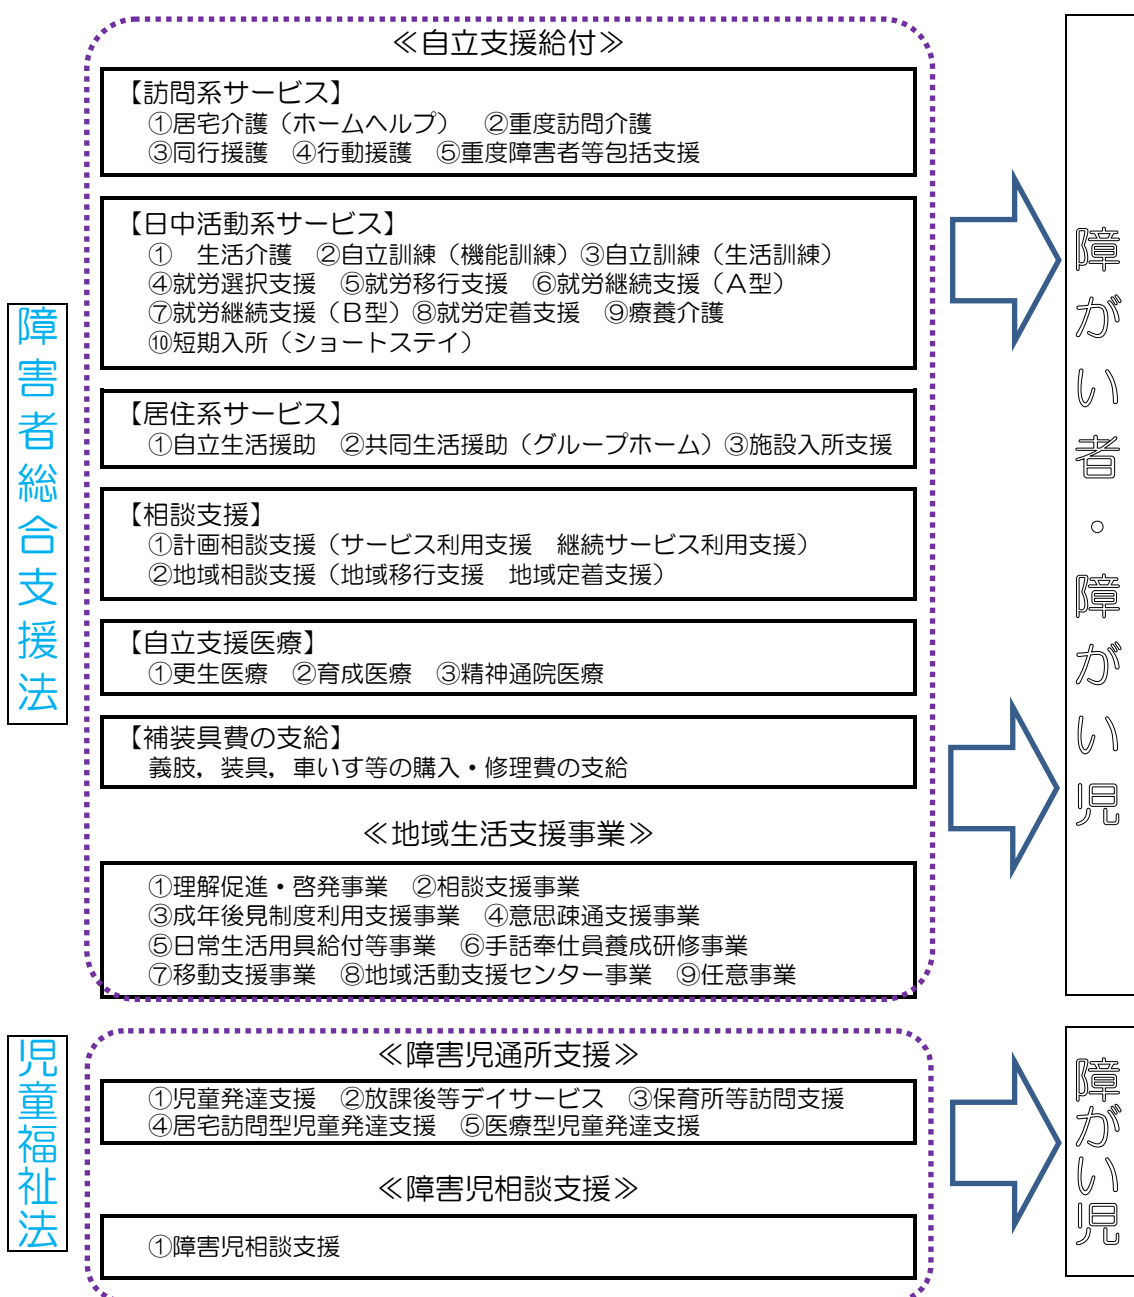 障害者総合支援法
≪自立支援給付≫
【訪問系サービス】
①居宅介護（ホームヘルプ）　②重度訪問介護
③同行援護　④行動援護　⑤重度障害者等包括支援
【日中活動系サービス】
①　生活介護　②自立訓練（機能訓練）③自立訓練（生活訓練）
④就労選択支援　⑤就労移行支援　⑥就労継続支援（Ａ型）
⑦就労継続支援（Ｂ型）⑧就労定着支援　⑨療養介護
⑩短期入所（ショートステイ）
【居住系サービス】
①自立生活援助　②共同生活援助（グループホーム）③施設入所支援
【相談支援】
①計画相談支援（サービス利用支援　継続サービス利用支援）
②地域相談支援（地域移行支援　地域定着支援）
【自立支援医療】
①更生医療　②育成医療　③精神通院医療
【補装具費の支給】
義肢，装具，車いす等の購入・修理費の支給
≪地域生活支援事業≫
①理解促進・啓発事業　②相談支援事業
③成年後見制度利用支援事業　④意思疎通支援事業
⑤日常生活用具給付等事業　⑥手話奉仕員養成研修事業
⑦移動支援事業　⑧地域活動支援センター事業　⑨任意事業
障がい者・障がい児
児童福祉法
≪障害児通所支援≫
①児童発達支援　②放課後等デイサービス　③保育所等訪問支援
④居宅訪問型児童発達支援　⑤医療型児童発達支援
≪障害児相談支援≫
①障害児相談支援
障がい児